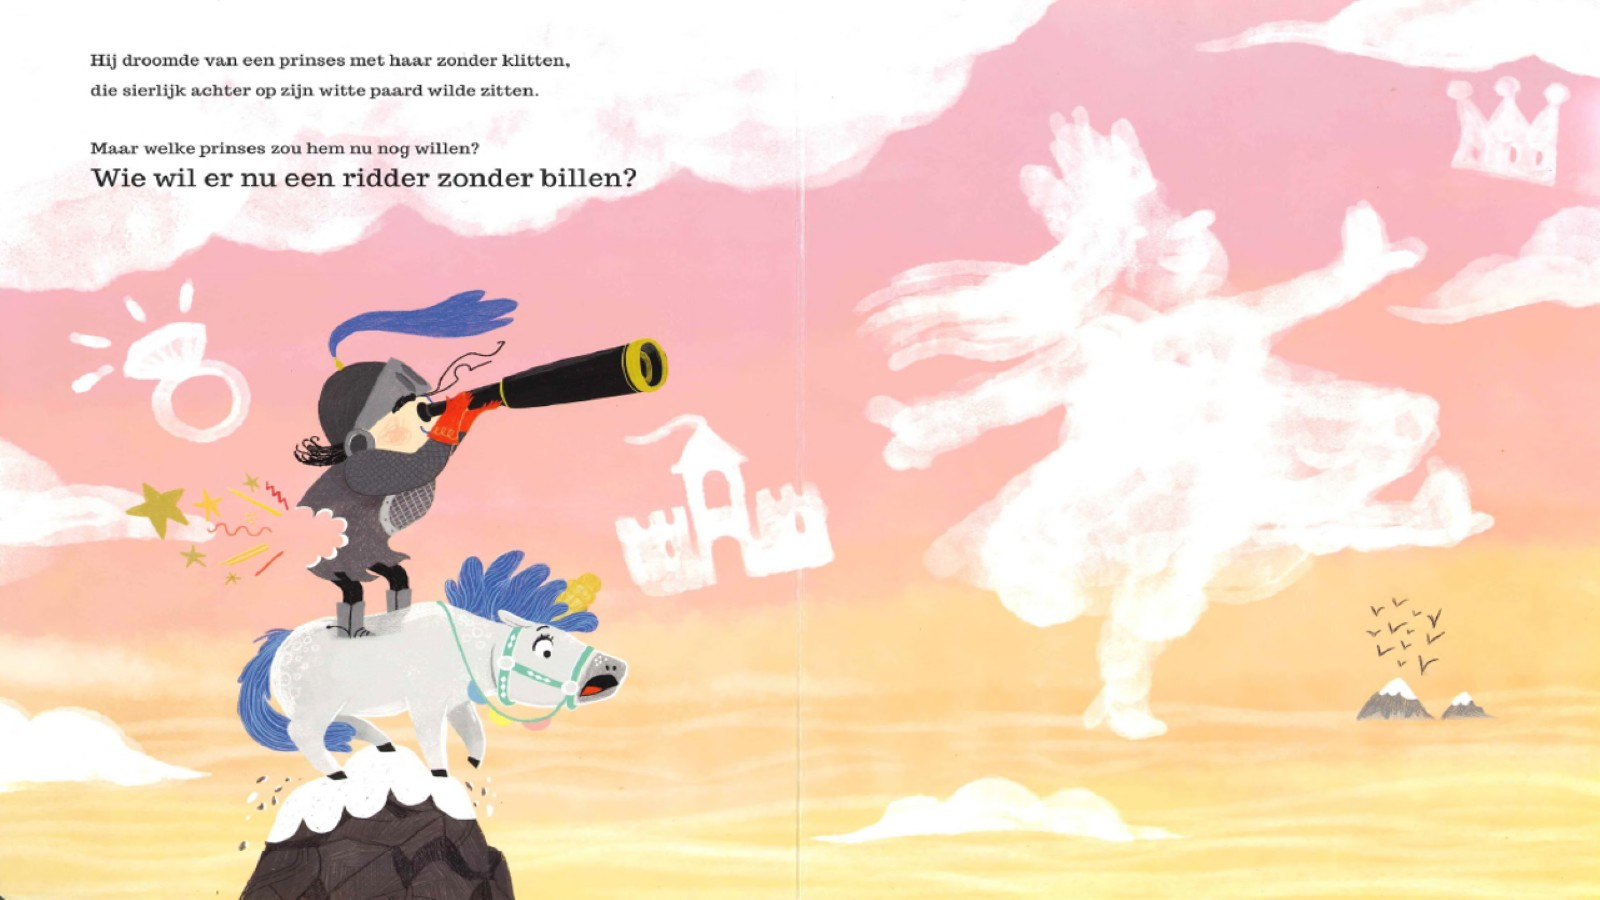 Hij droomde van een prinses met haar zonder klitten,
die sierlijk achter op zijn witte paard wilde zitten.
Maar welke prinses zou hem nu nog willen?
Wie wil er nu een ridder zonder billen?